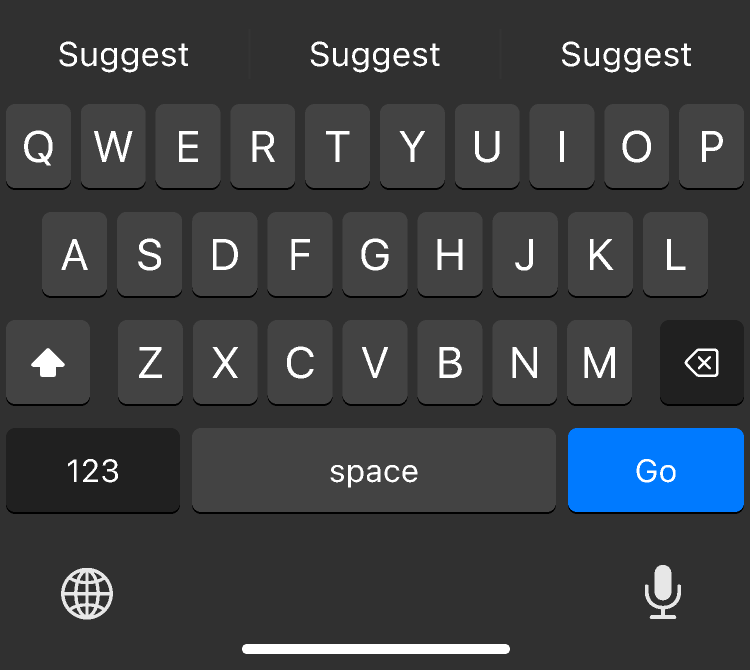 Suggest Suggest Suggest
Q W E R T Y U I O P
A S D F G H J K L
Z X C V B N M
123 space Go